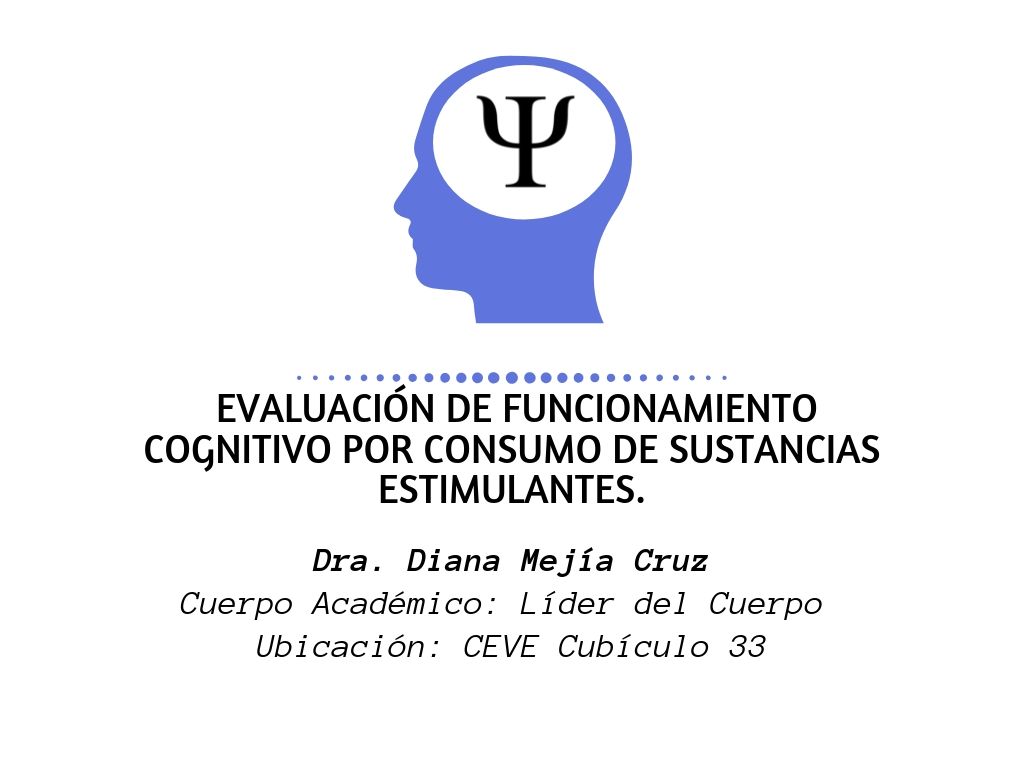 Ψ
EVALUACIÓN DE FUNCIONAMIENTO
COGNITIVO POR CONSUMO DE SUSTANCIAS
ESTIMULANTES.
Dra. Diana Mejía Cruz
Cuerpo Académico: Líder del Cuerpo
Ubicación: CEVE Cubículo 33